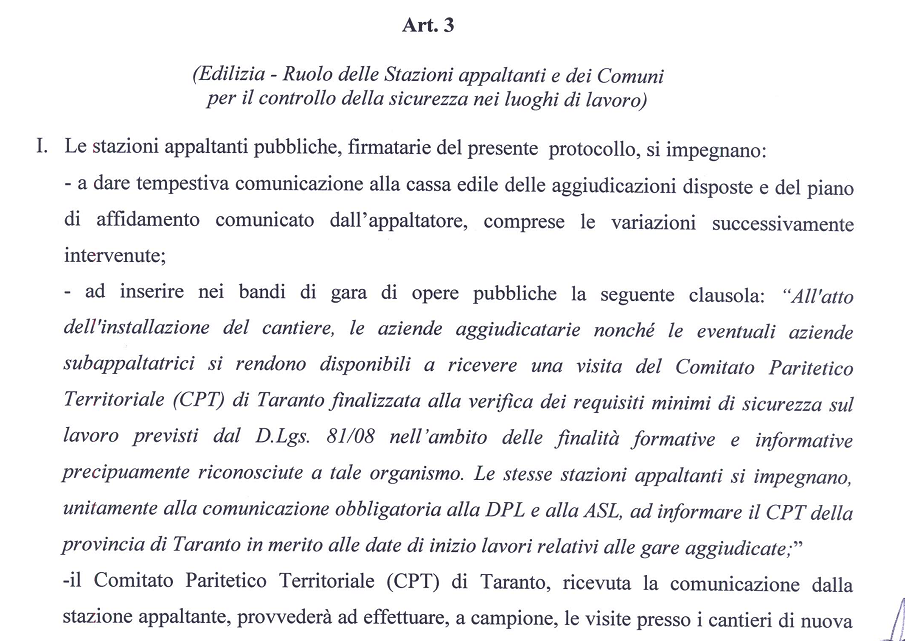 Art. 3
(Edilizia - Ruolo delle Stazioni appaltanti e dei Comuni
per il controllo della sicurezza nei luoghi di lavoro)
I. Le stazioni appaltanti pubbliche, firmatarie del presente protocollo, si impegnano:
- a dare tempestiva comunicazione alla cassa edile delle aggiudicazioni disposte e del piano
di affidamento comunicato dall’appaltatore, comprese le variazioni successivamente
intervenute;
- ad inserire nei bandi di gara di opere pubbliche la seguente clausola: “All'atto
dell'installazione del cantiere, le aziende aggiudicatarie nonché le eventuali aziende
subappaltatrici si rendono disponibili a ricevere una visita del Comitato Paritetico
Territoriale (CPT) di Taranto finalizzata alla verifica dei requisiti minimi di sicurezza sul
lavoro previsti dal D.Lgs. 81/08 nell’ambito delle finalità formative e informative
precipuamente riconosciute a tale organismo. Le stesse stazioni appaltanti si impegnano,
unitamente alla comunicazione obbligatoria alla DPL e alla ASL, ad informare il CPT della
provincia di Taranto in merito alle date di inizio lavori relativi alle gare aggiudicate;”
-il Comitato Paritetico Territoriale (CPT) di Taranto, ricevuta la comunicazione dalla
stazione appaltante, provvederà ad effettuare, a campione, le visite presso i cantieri di nuova